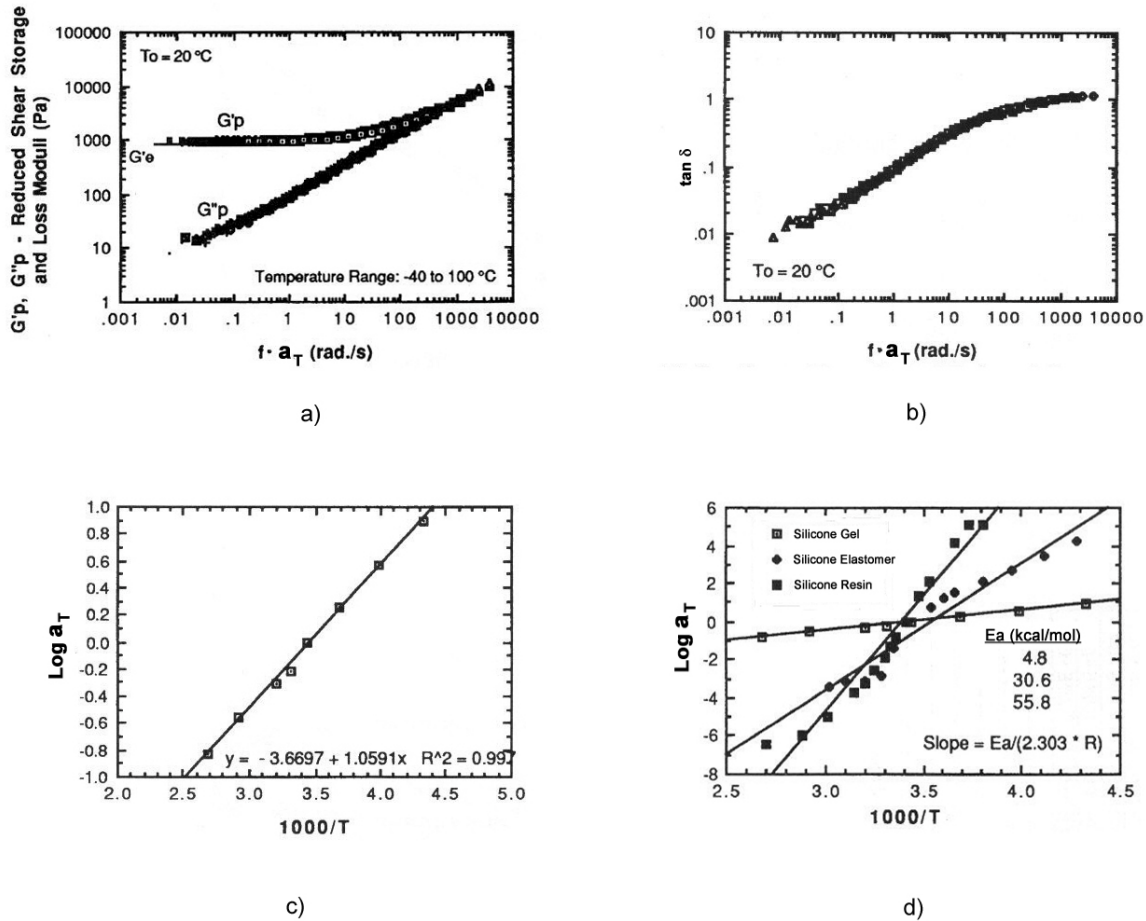 G'p, G"p - Reduced Shear Storage
and Loss Moduli (Pa)
100000
10000
1000
100
10
1
To = 20 °C
G'p
G'e
G"p
Temperature Range: -40 to 100 °C
.001 .01 .1 1 10 100 1000 10000
f · a_T (rad./s)
a)
tan δ
100
10
1
.1
.01
.001
To = 20 °C
.001 .01 .1 1 10 100 1000 10000
f · a_T (rad./s)
b)
Log a_T
1.0
0.8
0.6
0.4
0.2
0.0
-0.2
-0.4
-0.6
-0.8
-1.0
y = - 3.6697 + 1.0591x R^2 = 0.997
2.0 2.5 3.0 3.5 4.0 4.5 5.0
1000/T
c)
Log a_T
6
4
2
0
-2
-4
-6
-8
Silicone Gel
Silicone Elastomer
Silicone Resin
Ea (kcal/mol)
4.8
30.6
55.8
Slope = Ea/(2.303 * R)
2.5 3.0 3.5 4.0 4.5
1000/T
d)